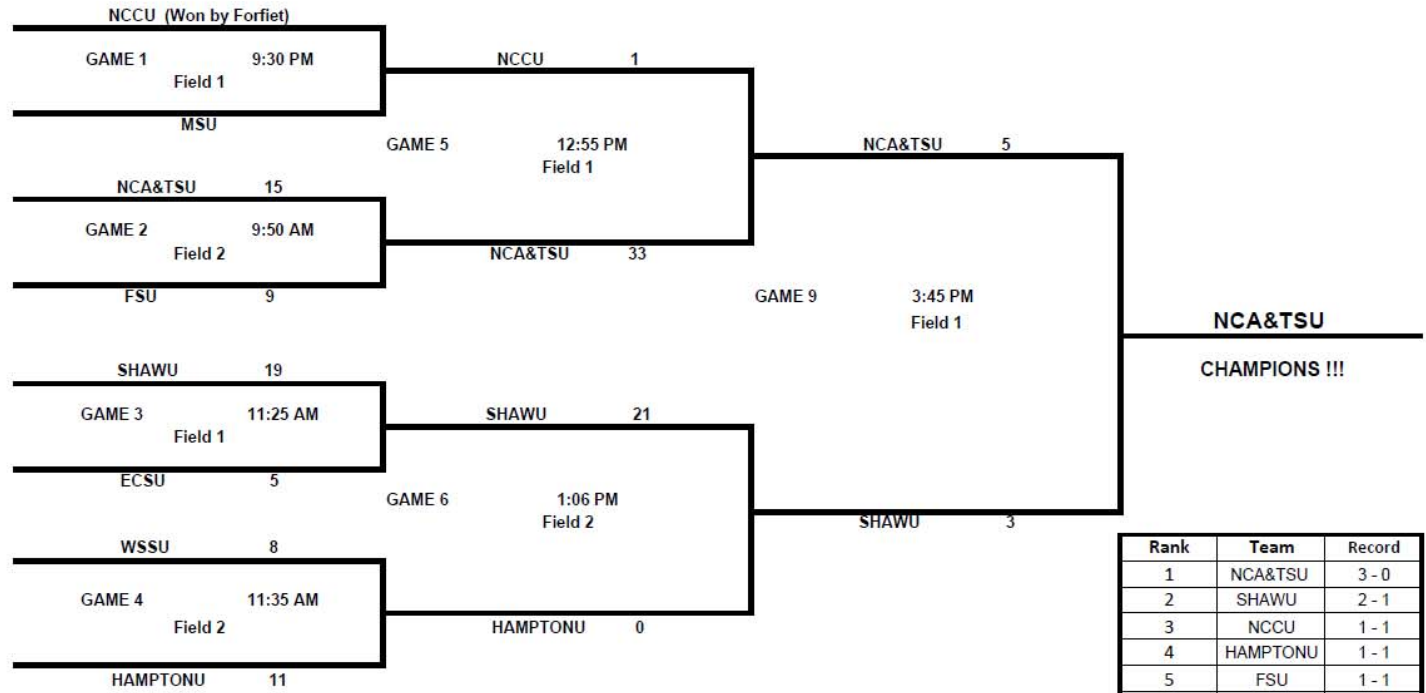 NCCU (Won by Forfiet)
GAME 1 9:30 PM
Field 1
MSU
NCCU 1
GAME 5 12:55 PM
Field 1
NCA&TSU 15
GAME 2 9:50 AM
Field 2
FSU 9
NCA&TSU 33
NCA&TSU 5
GAME 9 3:45 PM
Field 1
SHAWU 19
GAME 3 11:25 AM
Field 1
ECSU 5
SHAWU 21
GAME 6 1:06 PM
Field 2
WSSU 8
GAME 4 11:35 AM
Field 2
HAMPTONU 11
HAMPTONU 0
SHAWU 3
NCA&TSU
CHAMPIONS !!!
Rank Team Record
1 NCA&TSU 3 - 0
2 SHAWU 2 - 1
3 NCCU 1 - 1
4 HAMPTONU 1 - 1
5 FSU 1 - 1